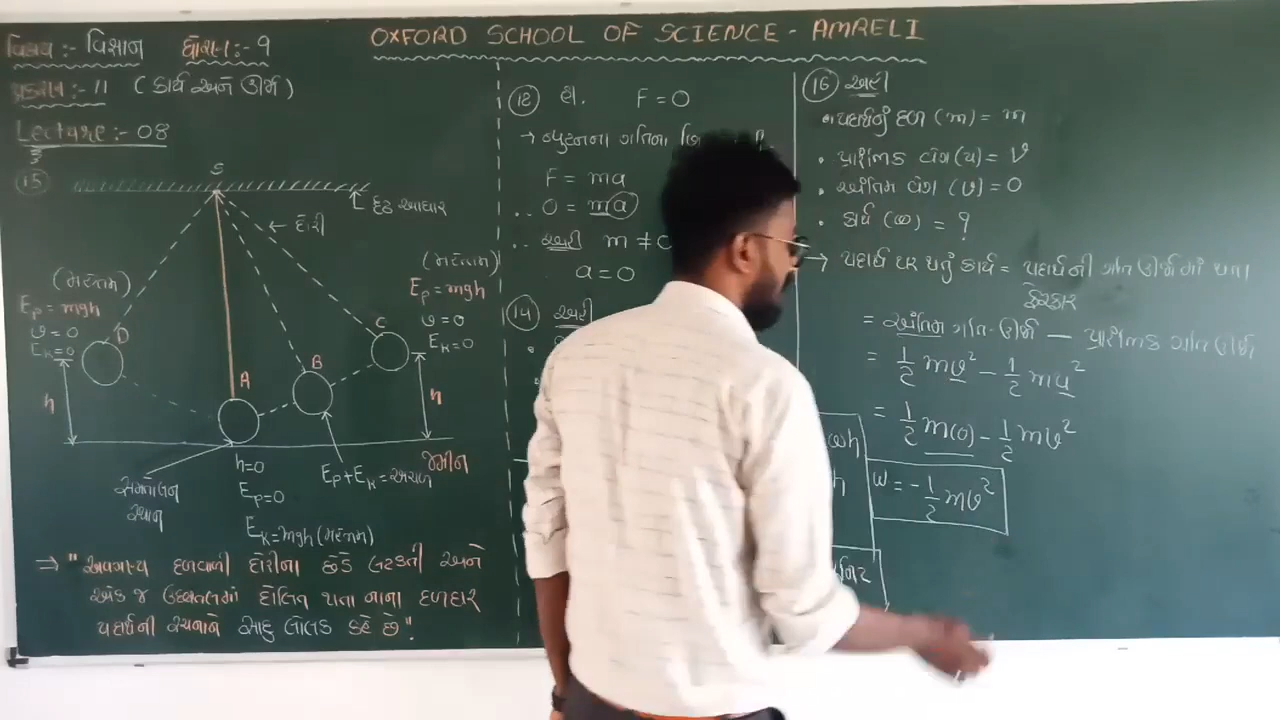 OXFORD SCHOOL OF SCIENCE - AMRELI
વિષય :- વિજ્ઞાન ધોરણ :- 9
પ્રકરણ :- 11 (કાર્ય અને ઊર્જા)
Lecture :- 08
15
S
દૃઢ આધાર
દોરી
(મહત્તમ)
Ep = mgh
v = 0
Ek = 0
D
h
A
B
C
(મહત્તમ)
Ep = mgh
v = 0
Ek = 0
h
જમીન
સમતોલન
સ્થાન
h = 0
Ep = 0
Ek = mgh (મહત્તમ)
Ep + Ek = અચળ
⇒ "અવગણ્ય દળવાળી દોરીના છેડે લટકતી અને
એક જ ઉર્ધ્વતલમાં દોલિત થતા નાના દળદાર
પદાર્થની રચનાને સાદુ લોલક કહે છે".
હી. F = 0
→ ન્યુટનના ગતિના
F = ma
∴ 0 = ma
∴ અહી m ≠
a = 0
14 અહી
16 અહી
• પદાર્થનું દળ (m) = m
• પ્રારંભિક વેગ (u) = v
• અંતિમ વેગ (v) = 0
• કાર્ય (w) = ?
→ પદાર્થ પર થતું કાર્ય = પદાર્થની ગતિ ઊર્જામાં થતા
ફેરફાર
= અંતિમ ગતિ-ઊર્જા — પ્રારંભિક ગતિ ઊર્જા
= 1/2 mv² - 1/2 mu²
= 1/2 m(0) - 1/2 mv²
w = - 1/2 mv²